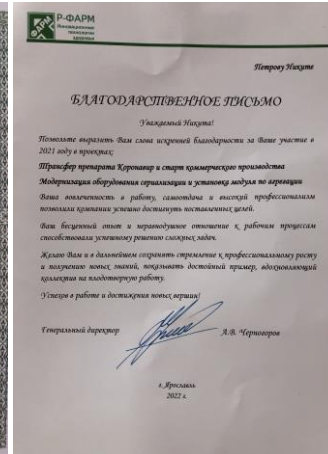 Р-ФАРМ
Инновационные
технологии
здоровья
Петрову Никите
БЛАГОДАРСТВЕННОЕ ПИСЬМО
Уважаемый Никита!
Позвольте выразить Вам слова искренней благодарности за Ваше участие в
2021 году в проектах:
Трансфер препарата Коронавир и старт коммерческого производства
Модернизация оборудования сериализации и установка модуля по агрегации
Ваша вовлеченность в работу, самоотдача и высокий профессионализм
позволили компании успешно достигнуть поставленных целей.
Ваш бесценный опыт и неравнодушное отношение к рабочим процессам
способствовали успешному решению сложных задач.
Желаю Вам и в дальнейшем сохранять стремление к профессиональному росту
и получению новых знаний, показывать достойный пример, вдохновляющий
коллектив на плодотворную работу.
Успехов в работе и достижения новых вершин!
Генеральный директор
А.В. Черноворов
г. Ярославль
2022 г.